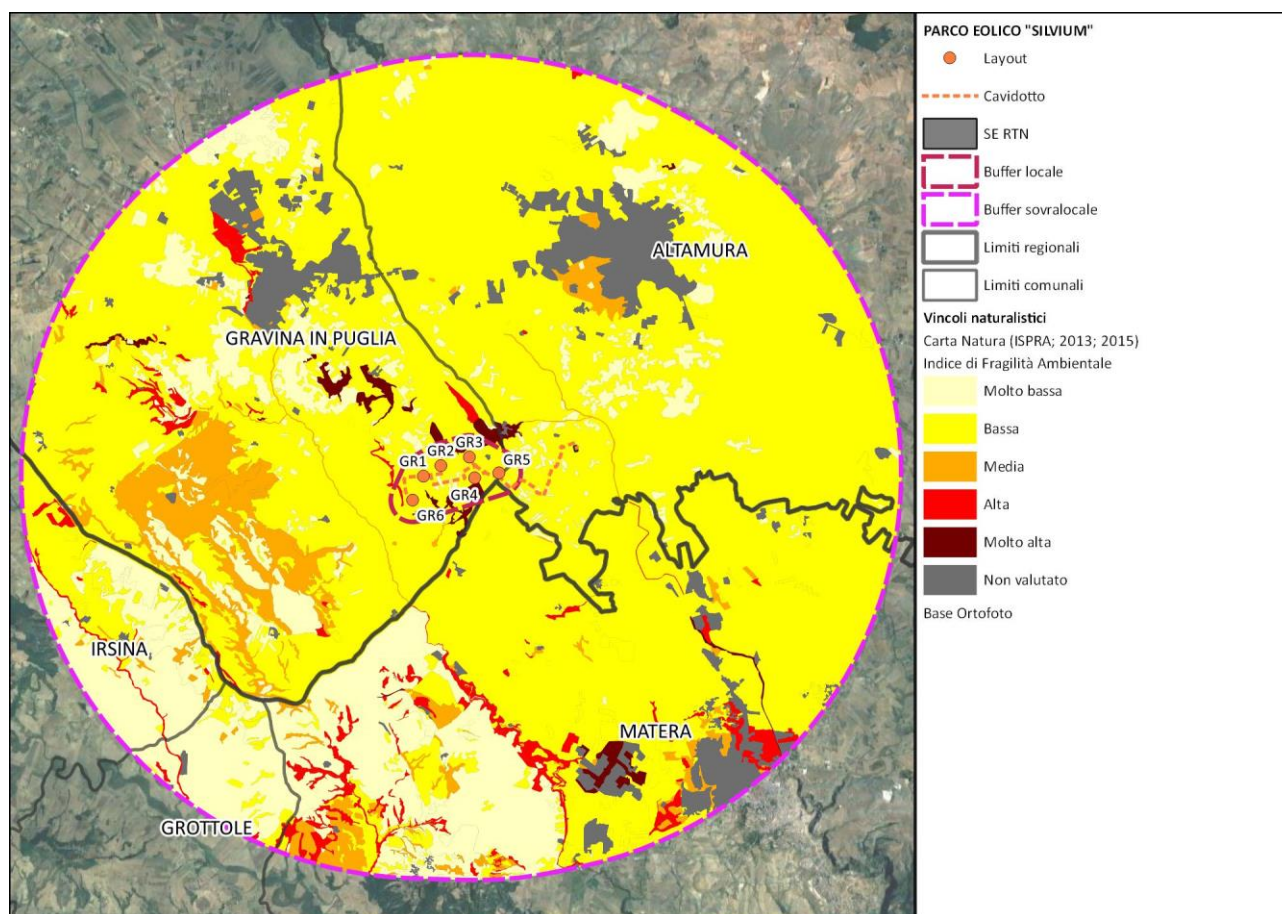 ALTAMURA
GRAVINA IN PUGLIA
GR3
GR2
GR1
GR5
GR4
GR6
IRSINA
MATERA
GROTTOLE
PARCO EOLICO "SILVIUM"
Layout
Cavidotto
SE RTN
Buffer locale
Buffer sovralocale
Limiti regionali
Limiti comunali
Vincoli naturalistici
Carta Natura (ISPRA; 2013; 2015)
Indice di Fragilità Ambientale
Molto bassa
Bassa
Media
Alta
Molto alta
Non valutato
Base Ortofoto